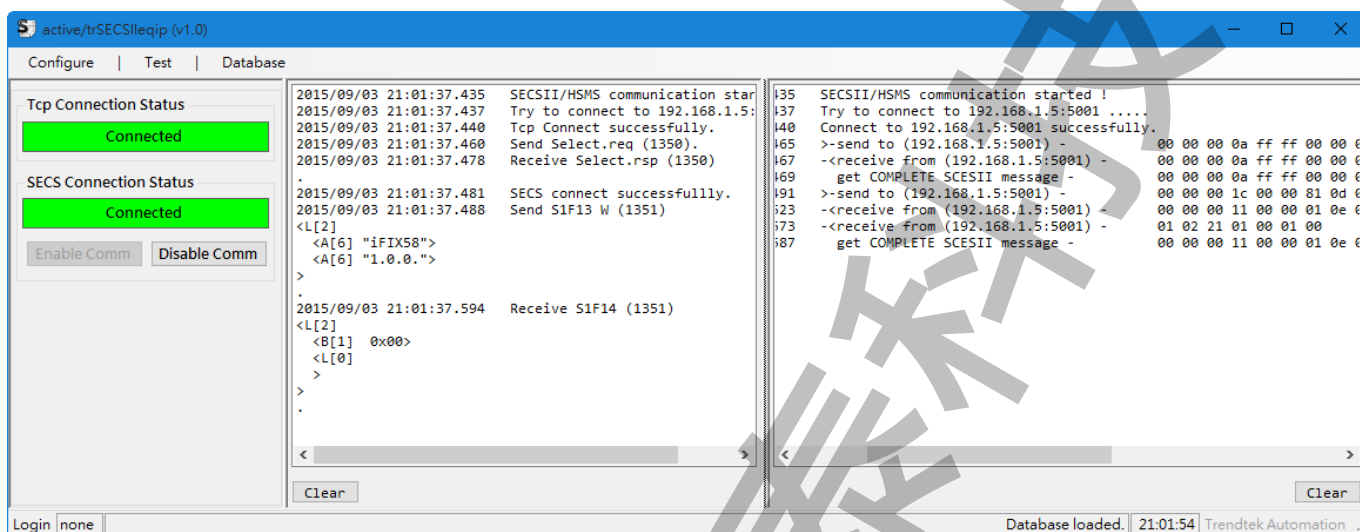 active/trSECSIIeqip (v1.0)
Configure | Test | Database
Tcp Connection Status
Connected
SECS Connection Status
Connected
Enable Comm Disable Comm
2015/09/03 21:01:37.435 SECSII/HSMS communication star
2015/09/03 21:01:37.437 Try to connect to 192.168.1.5:
2015/09/03 21:01:37.440 Tcp Connect successfully.
2015/09/03 21:01:37.460 Send Select.req (1350).
2015/09/03 21:01:37.478 Receive Select.rsp (1350)
.
2015/09/03 21:01:37.481 SECS connect successfullly.
2015/09/03 21:01:37.488 Send S1F13 W (1351)
<L[2]
<A[6] "iFIX58">
<A[6] "1.0.0.">
>
.
2015/09/03 21:01:37.594 Receive S1F14 (1351)
<L[2]
<B[1] 0x00>
<L[0]
>
>
.
Clear
435 SECSII/HSMS communication started !
437 Try to connect to 192.168.1.5:5001 .....
440 Connect to 192.168.1.5:5001 successfully.
465 >-send to (192.168.1.5:5001) - 00 00 00 0a ff ff 00 00 0
467 -<receive from (192.168.1.5:5001) - 00 00 00 0a ff ff 00 00 0
469 get COMPLETE SCESII message - 00 00 00 0a ff ff 00 00 0
491 >-send to (192.168.1.5:5001) - 00 00 00 1c 00 00 81 0d 0
523 -<receive from (192.168.1.5:5001) - 00 00 00 11 00 00 01 0e 0
573 -<receive from (192.168.1.5:5001) - 01 02 21 01 00 01 00
587 get COMPLETE SCESII message - 00 00 00 11 00 00 01 0e 0
Clear
Login none
Database loaded. 21:01:54 Trendtek Automation